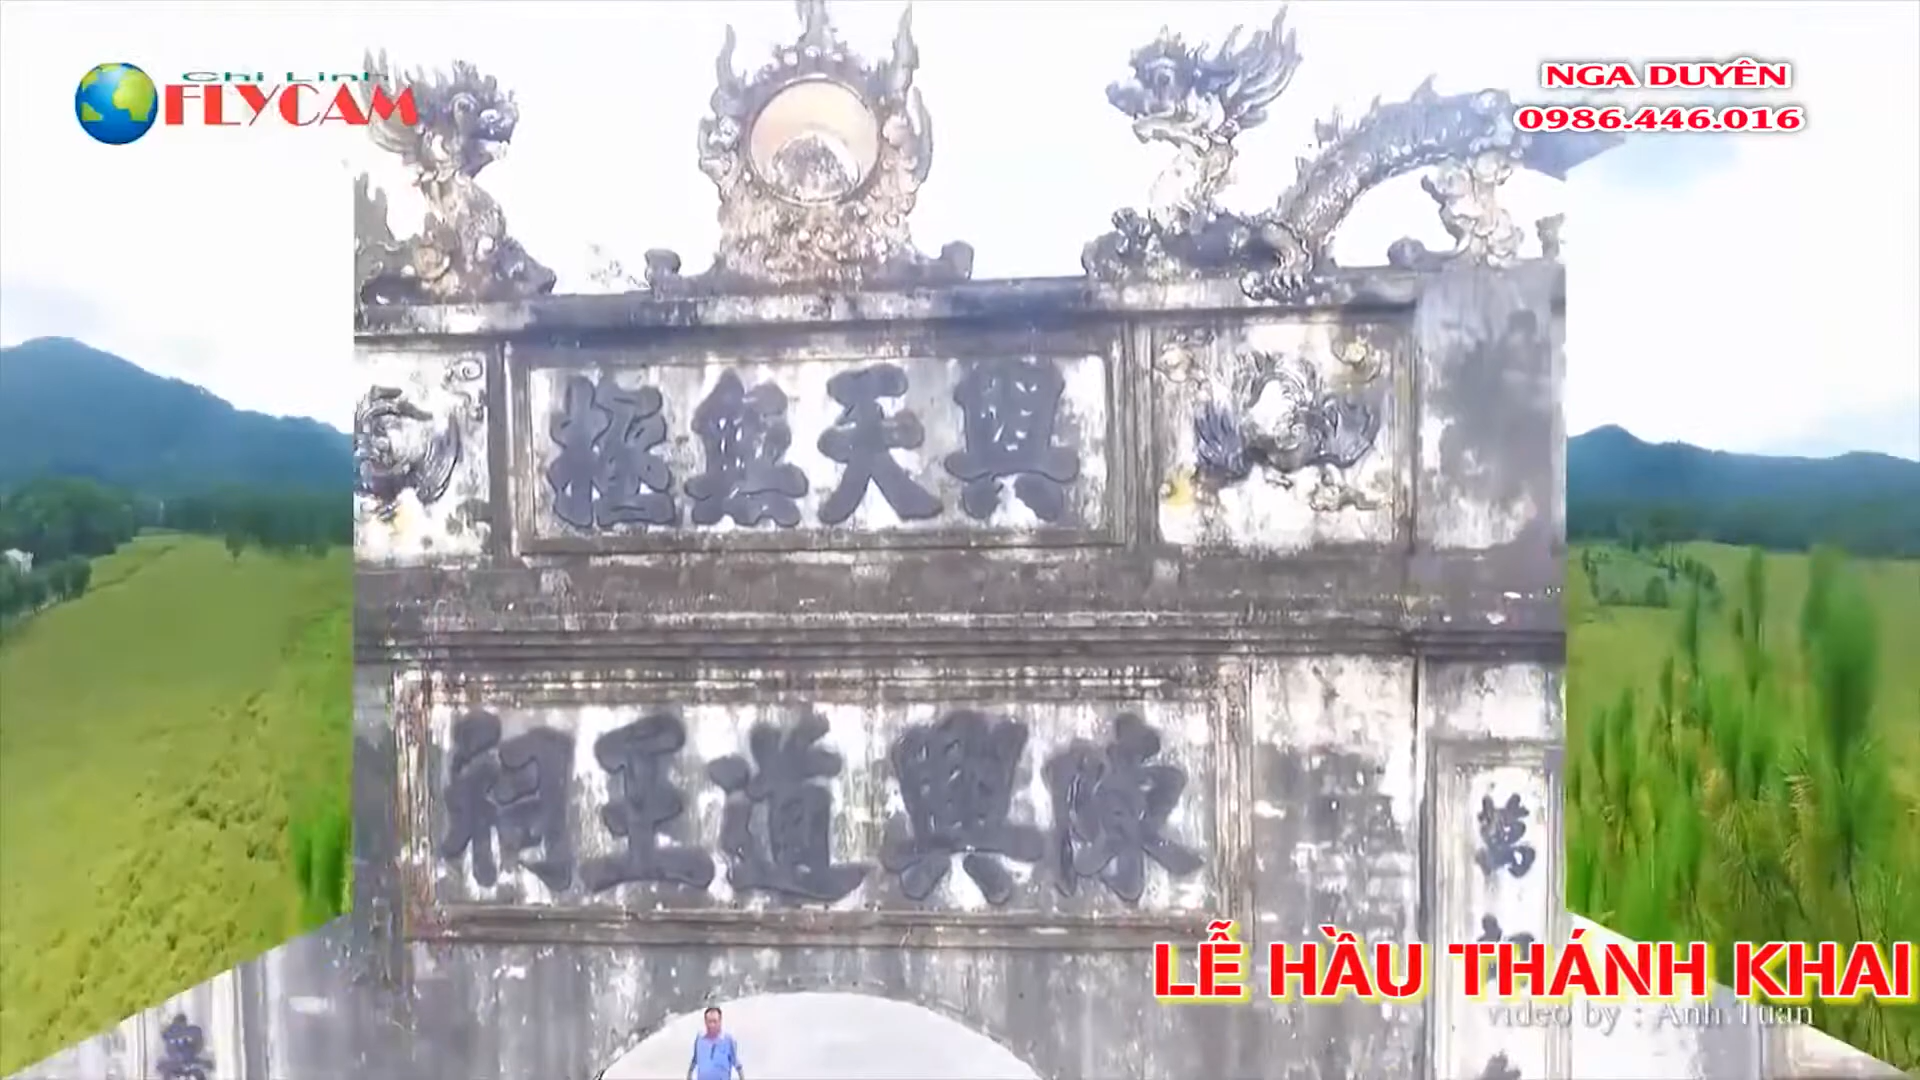 Chi Linh
FLYCAM
NGA DUYÊN
0986.446.016
與天無極
陳興道王祠
萬
LỄ HẦU THÁNH KHAI
video by : Anh Tuan